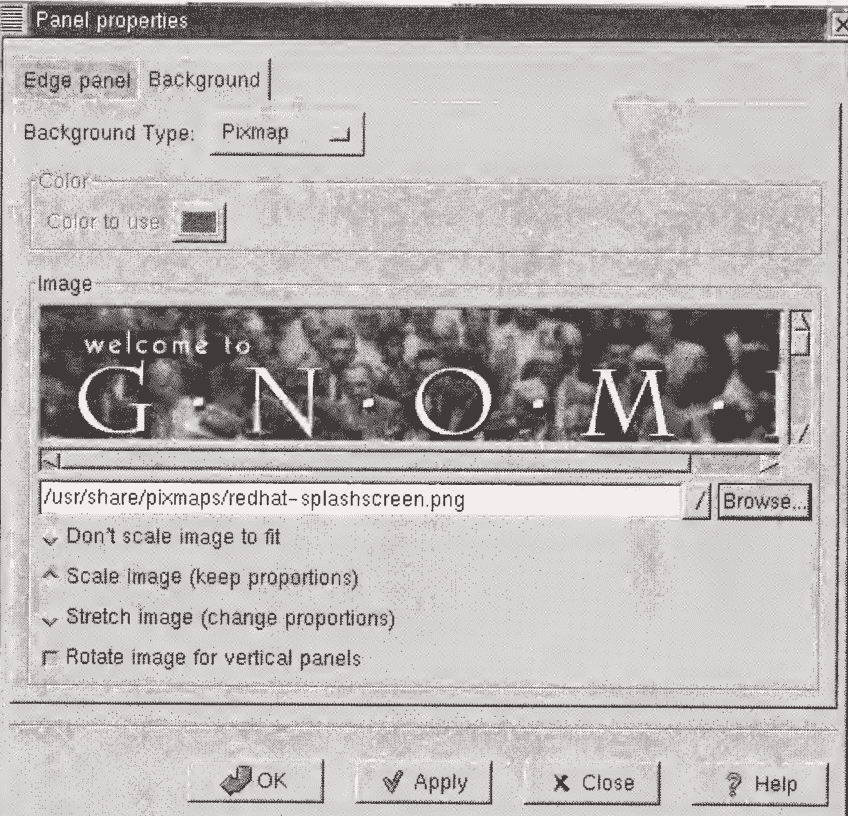 Panel properties
Edge panel Background
Background Type: Pixmap
Color
Color to use
Image
welcome to
G·N·O·M·
/usr/share/pixmaps/redhat-splashscreen.png Browse...
Don't scale image to fit
Scale image (keep proportions)
Stretch image (change proportions)
Rotate image for vertical panels
OK Apply Close Help